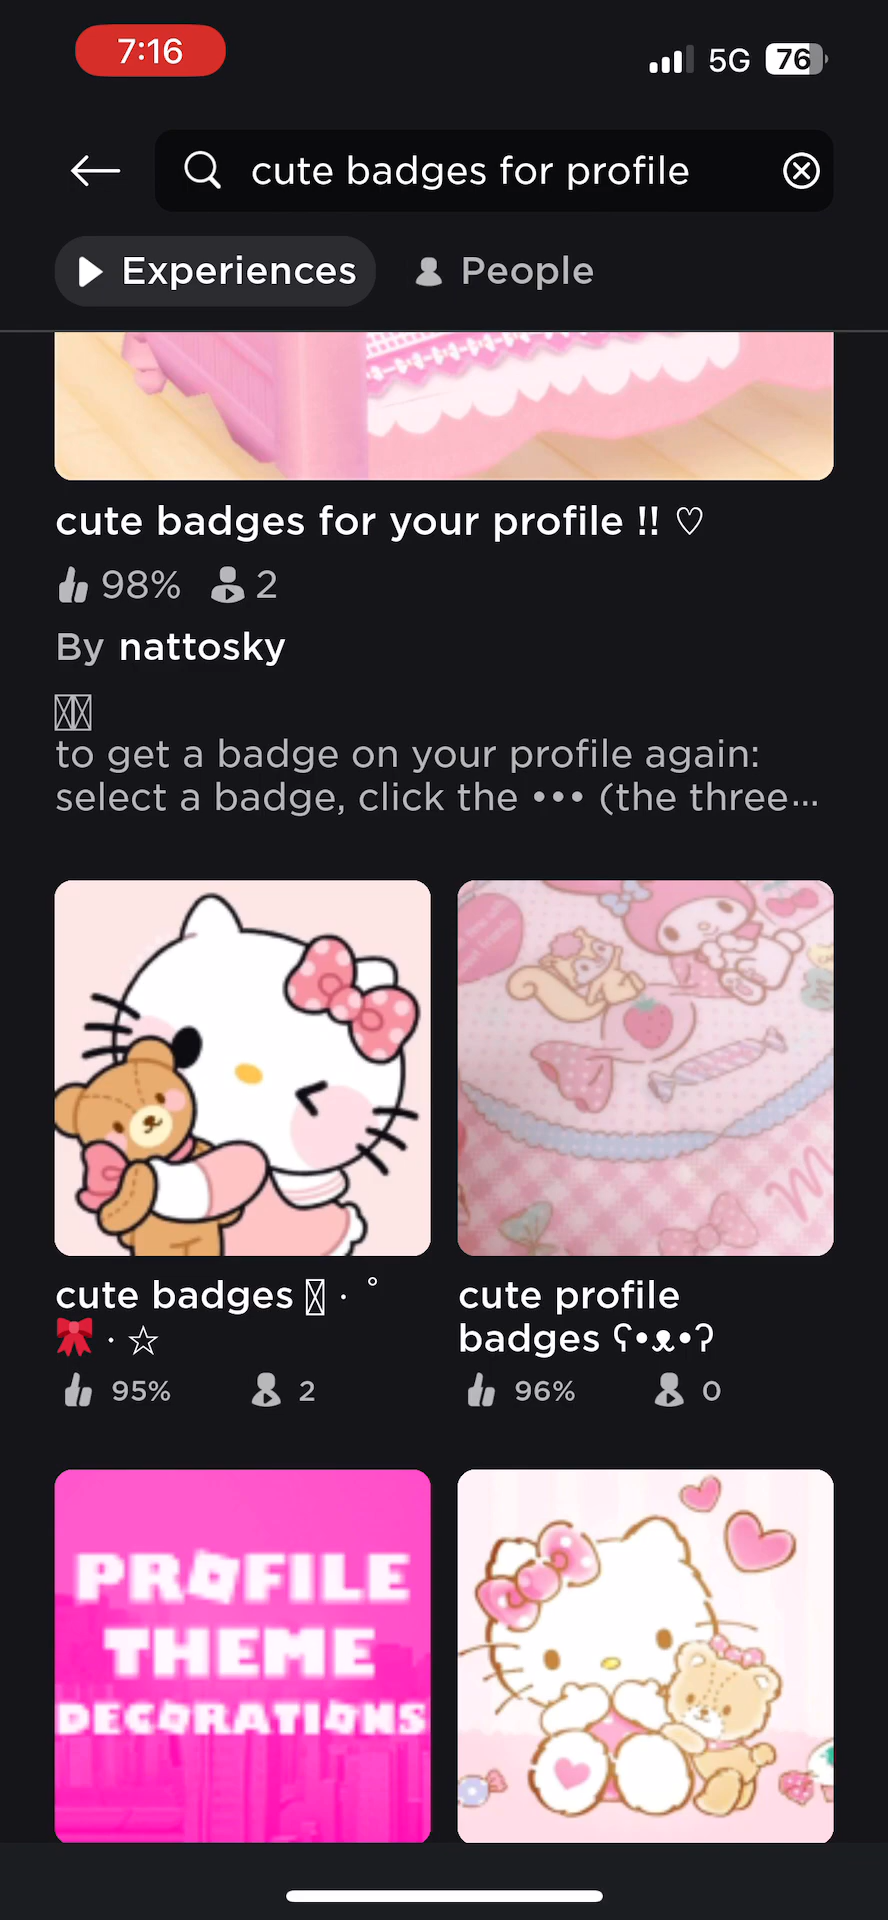 7:16
5G
76
cute badges for profile
Experiences
People
cute badges for your profile !! ♡
98%
2
By nattosky
to get a badge on your profile again:
select a badge, click the ••• (the three...
cute badges · ˚
🎀 · ☆
95%
2
cute profile
badges ʕ•ᴥ•ʔ
96%
0
PROFILE
THEME
DECORATIONS